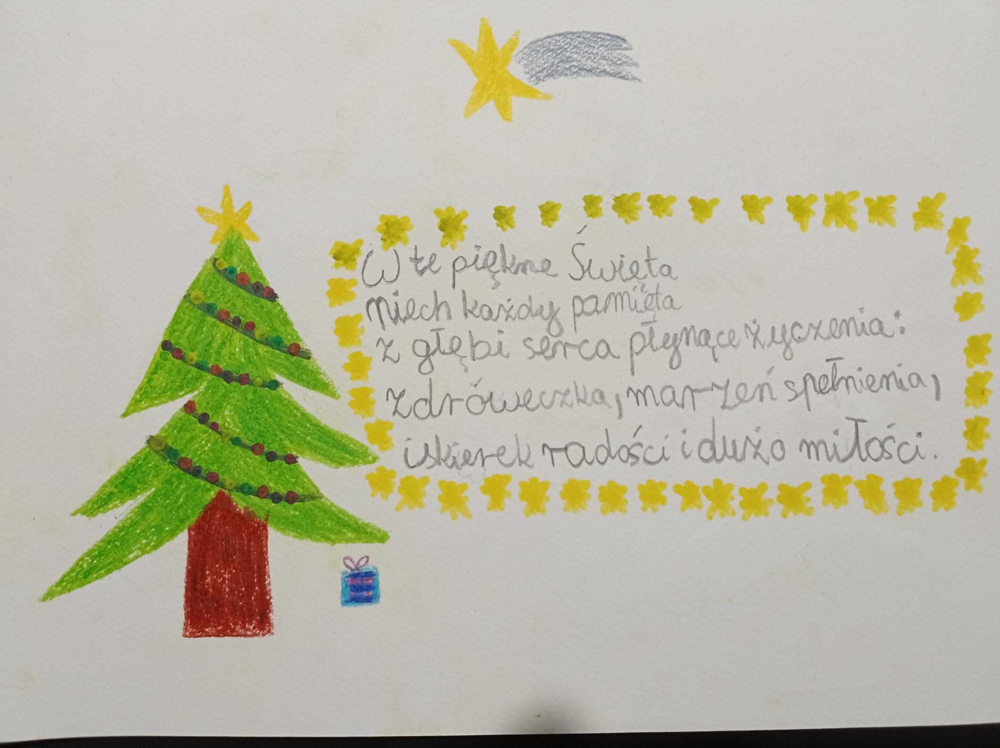 W te piękne Święta
niech każdy pamięta
z głębi serca płynące życzenia:
zdróweczka, marzeń spełnienia,
iskierek radości i dużo miłości.